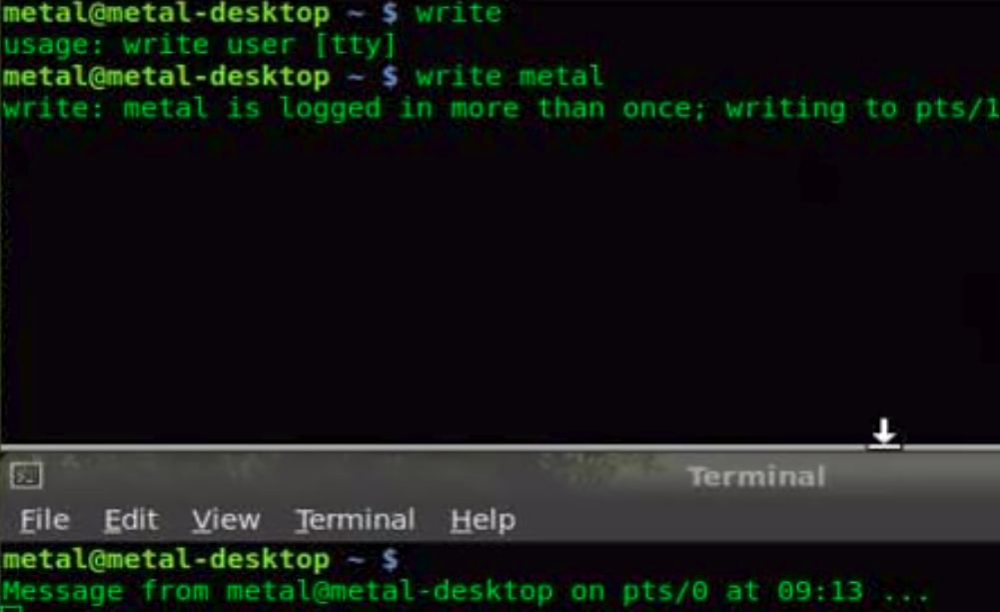 metal@metal-desktop ~ $ write
usage: write user [tty]
metal@metal-desktop ~ $ write metal
write: metal is logged in more than once; writing to pts/1
Terminal
File Edit View Terminal Help
metal@metal-desktop ~ $
Message from metal@metal-desktop on pts/0 at 09:13 ...